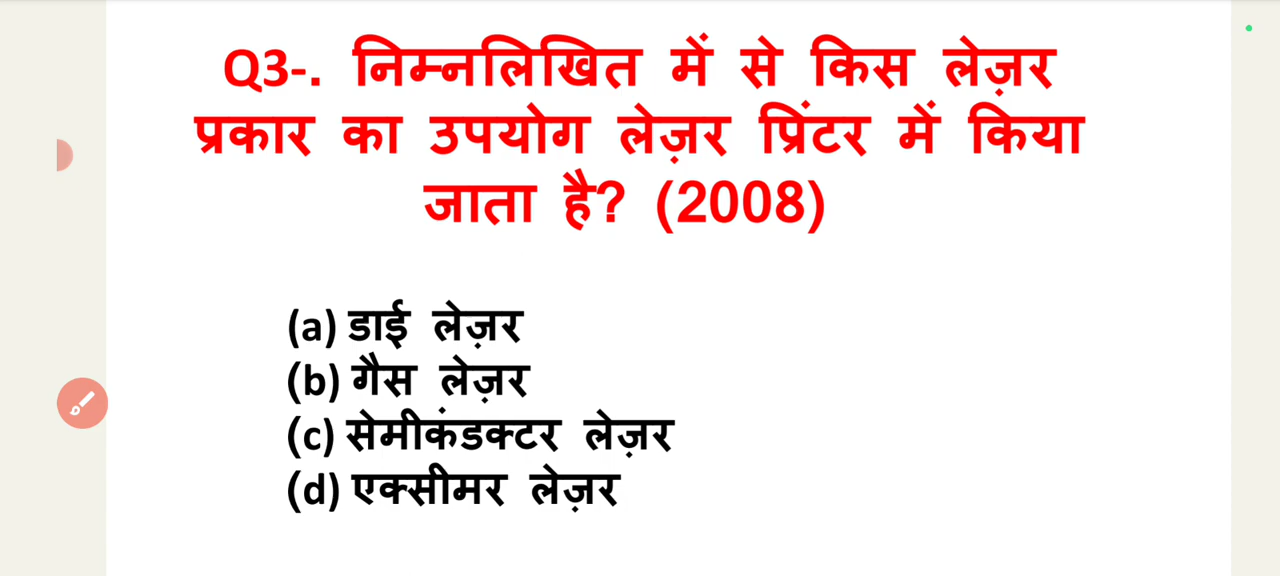 Q3-. निम्नलिखित में से किस लेज़र
प्रकार का उपयोग लेज़र प्रिंटर में किया
जाता है? (2008)
(a) डाई लेज़र
(b) गैस लेज़र
(c) सेमीकंडक्टर लेज़र
(d) एक्सीमर लेज़र